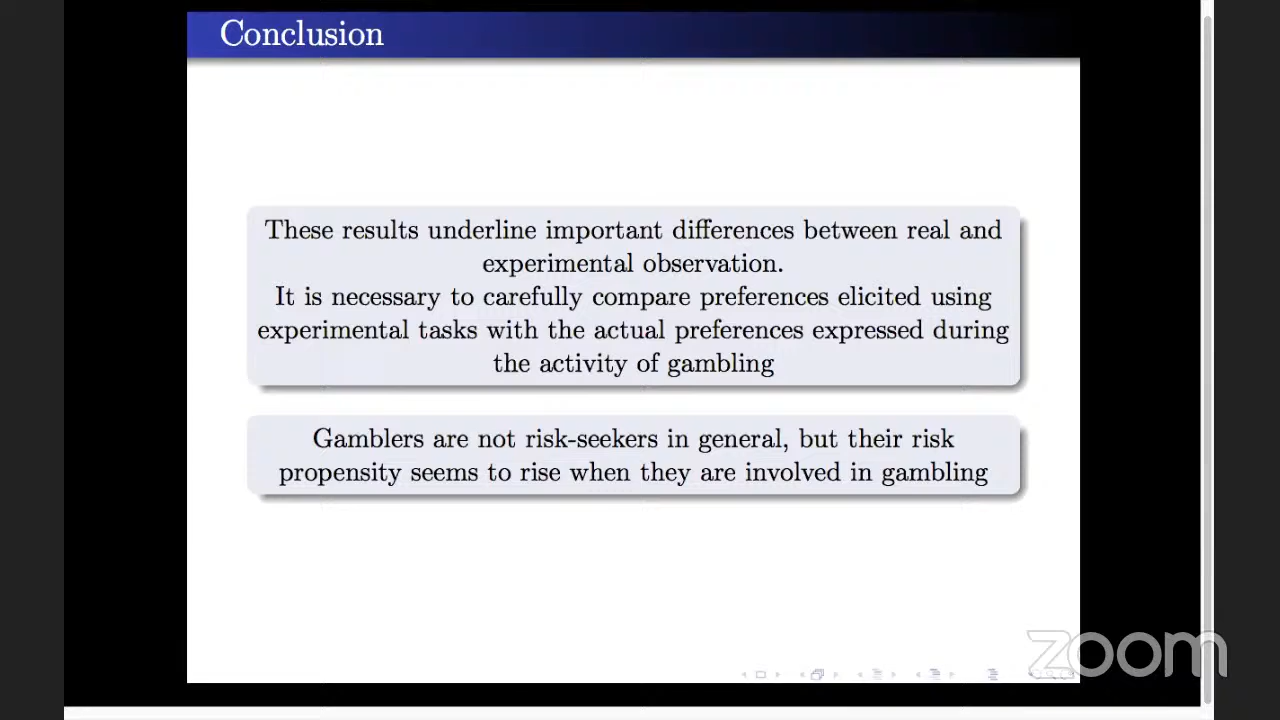 Conclusion
These results underline important differences between real and
experimental observation.
It is necessary to carefully compare preferences elicited using
experimental tasks with the actual preferences expressed during
the activity of gambling
Gamblers are not risk-seekers in general, but their risk
propensity seems to rise when they are involved in gambling
zoom